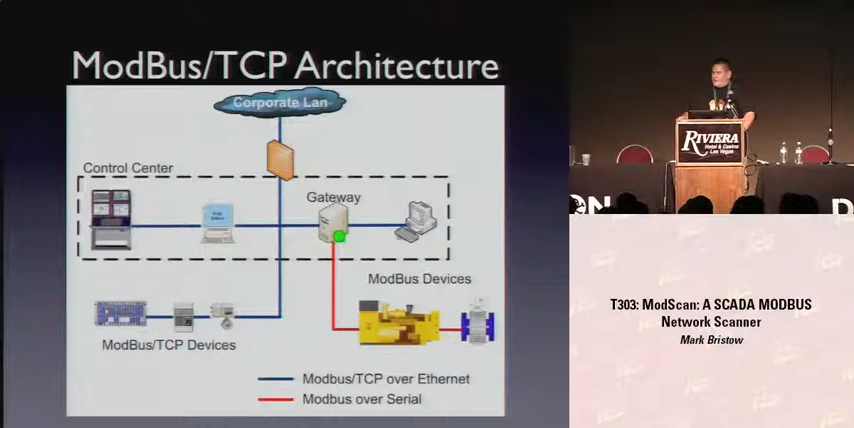 ModBus/TCP Architecture
Corporate Lan
Control Center
Gateway
ModBus Devices
ModBus/TCP Devices
Modbus/TCP over Ethernet
Modbus over Serial
RIVIERA
Hotel & Casino
Las Vegas
T303: ModScan: A SCADA MODBUS
Network Scanner
Mark Bristow